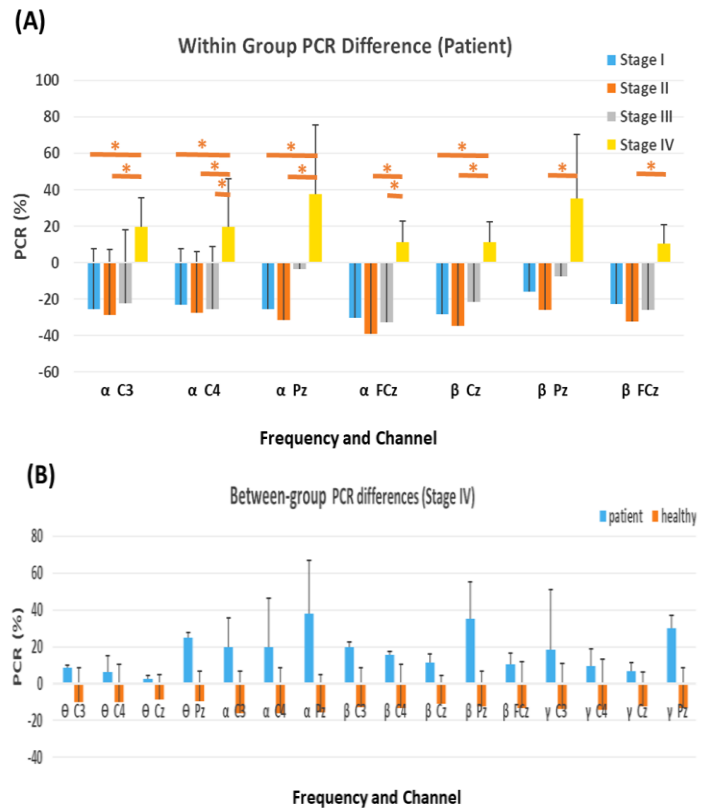 (A)
Within Group PCR Difference (Patient)
Stage I
Stage II
Stage III
Stage IV
PCR (%)
100
80
60
40
20
0
-20
-40
-60
* * * * *
* * * * * * *
* *
α C3 α C4 α Pz α FCz β Cz β Pz β FCz
Frequency and Channel
(B)
Between-group PCR differences (Stage IV)
patient healthy
PCR (%)
80
60
40
20
0
-20
-40
θ C3 θ C4 θ Cz θ Pz α C3 α C4 α Pz β C3 β C4 β Cz β Pz β FCz γ C3 γ C4 γ Cz γ Pz
Frequency and Channel